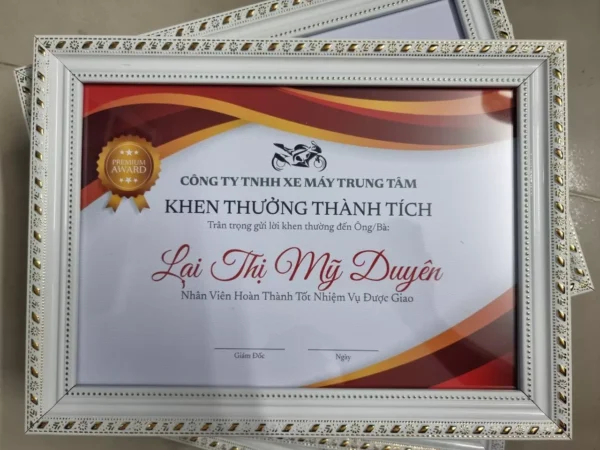 PREMIUM
AWARD
CÔNG TY TNHH XE MÁY TRUNG TÂM
KHEN THƯỞNG THÀNH TÍCH
Trân trọng gửi lời khen thưởng đến Ông/Bà:
Lại Thị Mỹ Duyên
Nhân Viên Hoàn Thành Tốt Nhiệm Vụ Được Giao
Giám Đốc
Ngày